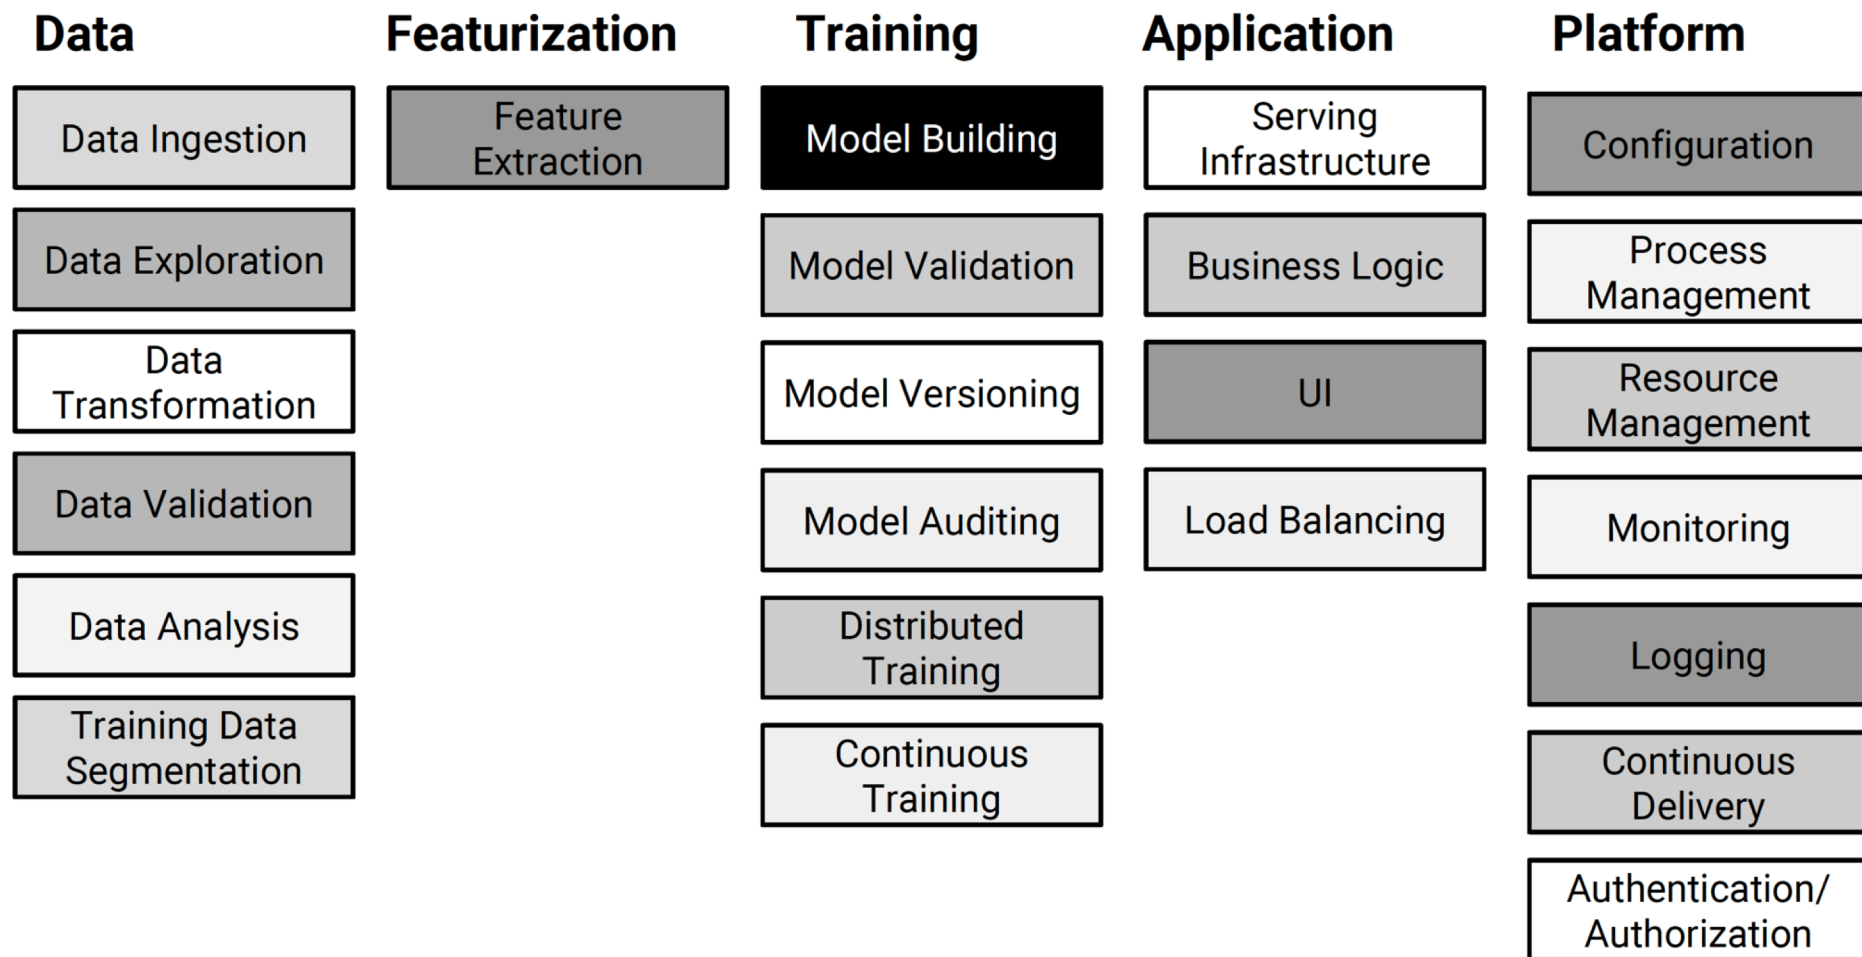 Data
Data Ingestion
Data Exploration
Data
Transformation
Data Validation
Data Analysis
Training Data
Segmentation
Featurization
Feature
Extraction
Training
Model Building
Model Validation
Model Versioning
Model Auditing
Distributed
Training
Continuous
Training
Application
Serving
Infrastructure
Business Logic
UI
Load Balancing
Platform
Configuration
Process
Management
Resource
Management
Monitoring
Logging
Continuous
Delivery
Authentication/
Authorization